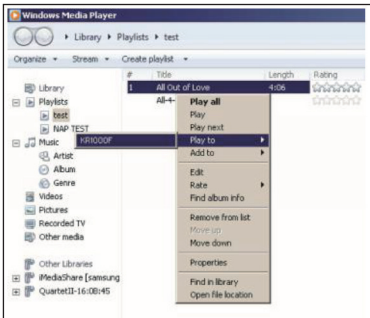 Windows Media Player
Library ▸ Playlists ▸ test
Organize Stream Create playlist
# Title Length Rating
1 All Out of Love 4:06
All-4-
Library
Playlists
test
NAP TEST
Music
Artist
Album
Genre
Videos
Pictures
Recorded TV
Other media
Other Libraries
iMediaShare [samsung
QuartetII-16:08:45
KR1000F
Play all
Play
Play next
Play to
Add to
Edit
Rate
Find album info
Remove from list
Move up
Move down
Properties
Find in library
Open file location